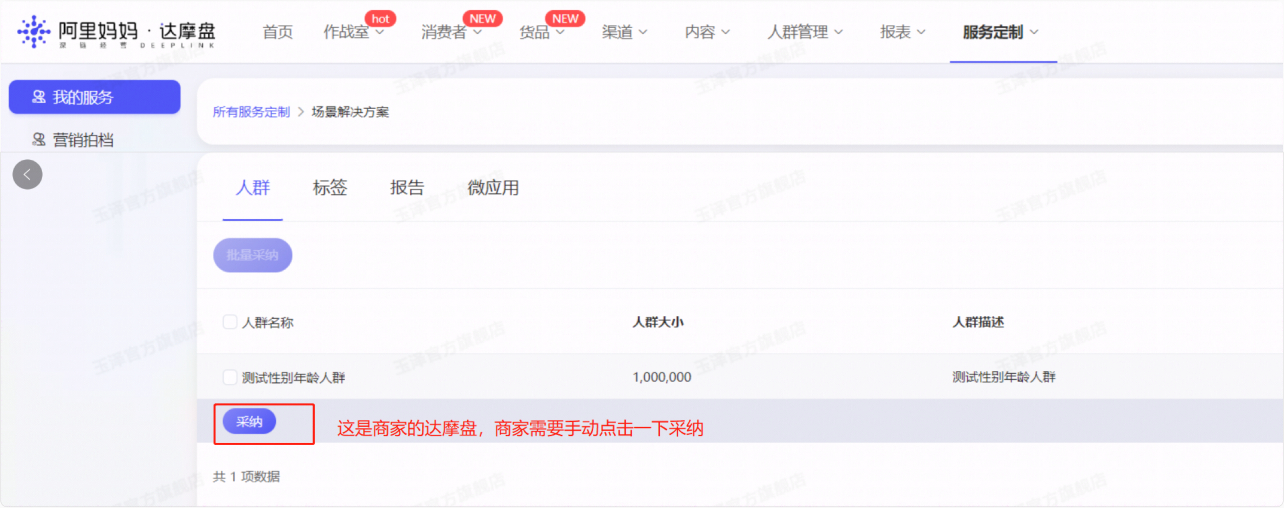 阿里妈妈 · 达摩盘
深链经营 DEEPLINK
首页
作战室
hot
消费者
NEW
货品
NEW
渠道
内容
人群管理
报表
服务定制
我的服务
营销拍档
所有服务定制 > 场景解决方案
人群 标签 报告 微应用
批量采纳
人群名称 人群大小 人群描述
测试性别年龄人群 1,000,000 测试性别年龄人群
采纳
这是商家的达摩盘，商家需要手动点击一下采纳
共 1 项数据
玉泽官方旗舰店